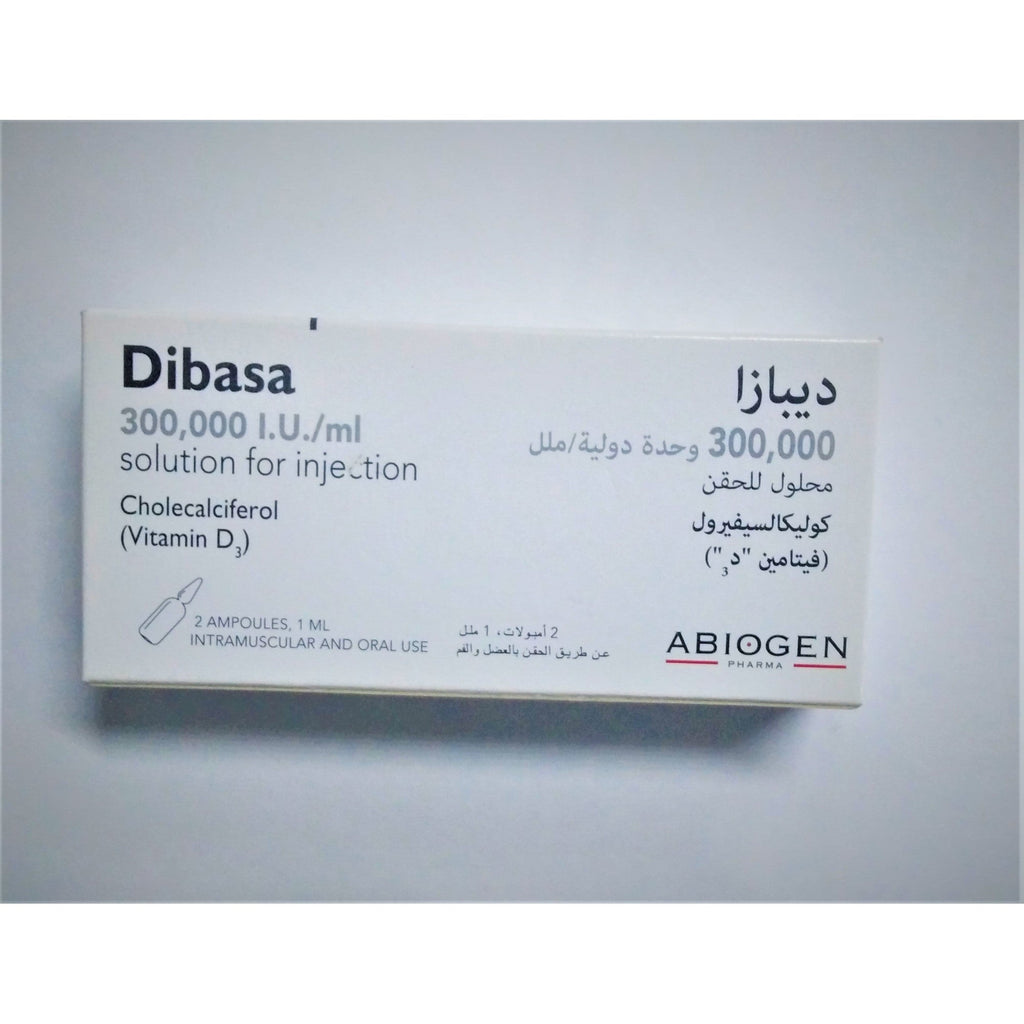 Dibasa
300,000 I.U./ml
solution for injection
Cholecalciferol
(Vitamin D₃)
2 AMPOULES, 1 ML
INTRAMUSCULAR AND ORAL USE
ديبازا
300,000 وحدة دولية/ملل
محلول للحقن
كوليكالسيفيرول
(فيتامين "د₃")
2 أمبولات، 1 ملل
عن طريق الحقن بالعضل والفم
ABIOGEN
PHARMA